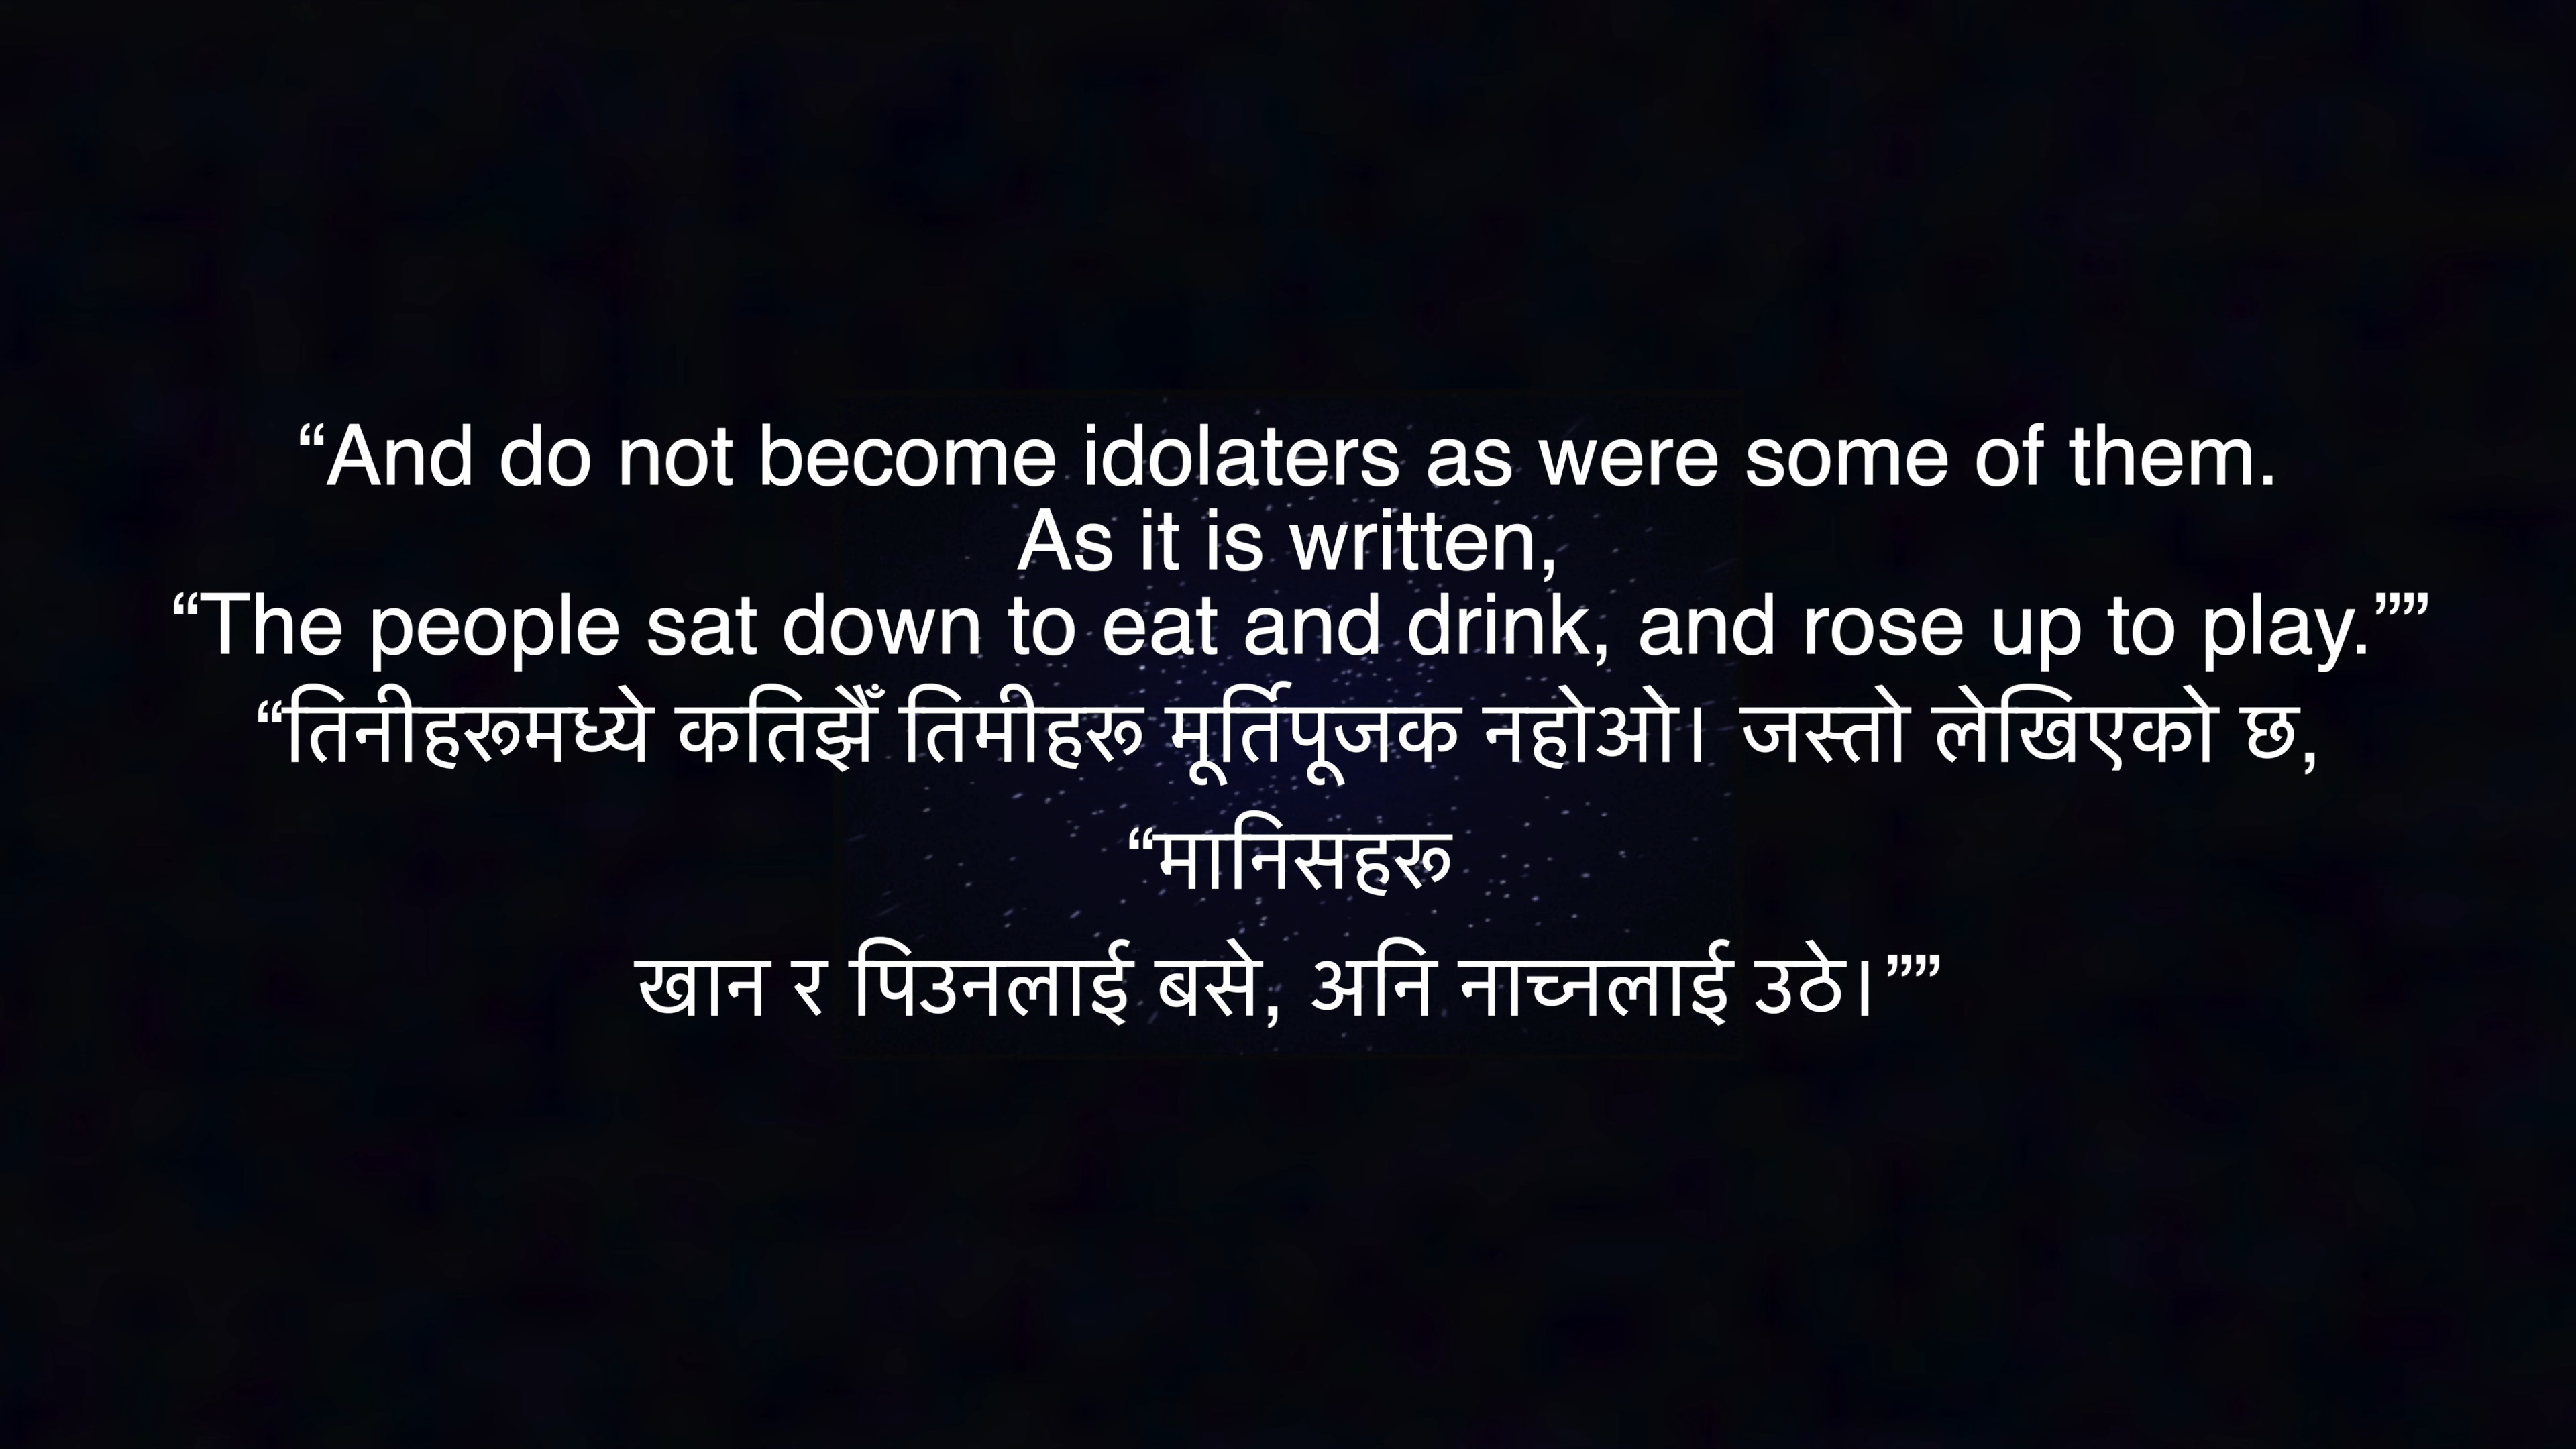 “And do not become idolaters as were some of them.
As it is written,
“The people sat down to eat and drink, and rose up to play.””
“तिनीहरूमध्ये कतिझैँ तिमीहरू मूर्तिपूजक नहोओ। जस्तो लेखिएको छ,
“मानिसहरू
खान र पिउनलाई बसे, अनि नाच्नलाई उठे।””